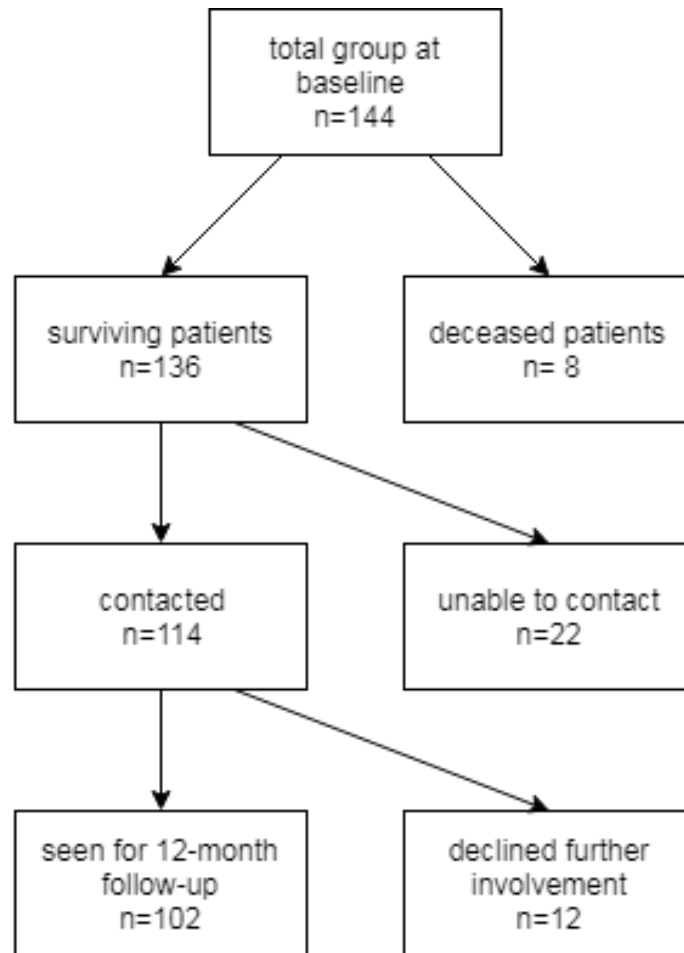 total group at
baseline
n=144
surviving patients
n=136
deceased patients
n= 8
contacted
n=114
unable to contact
n=22
seen for 12-month
follow-up
n=102
declined further
involvement
n=12